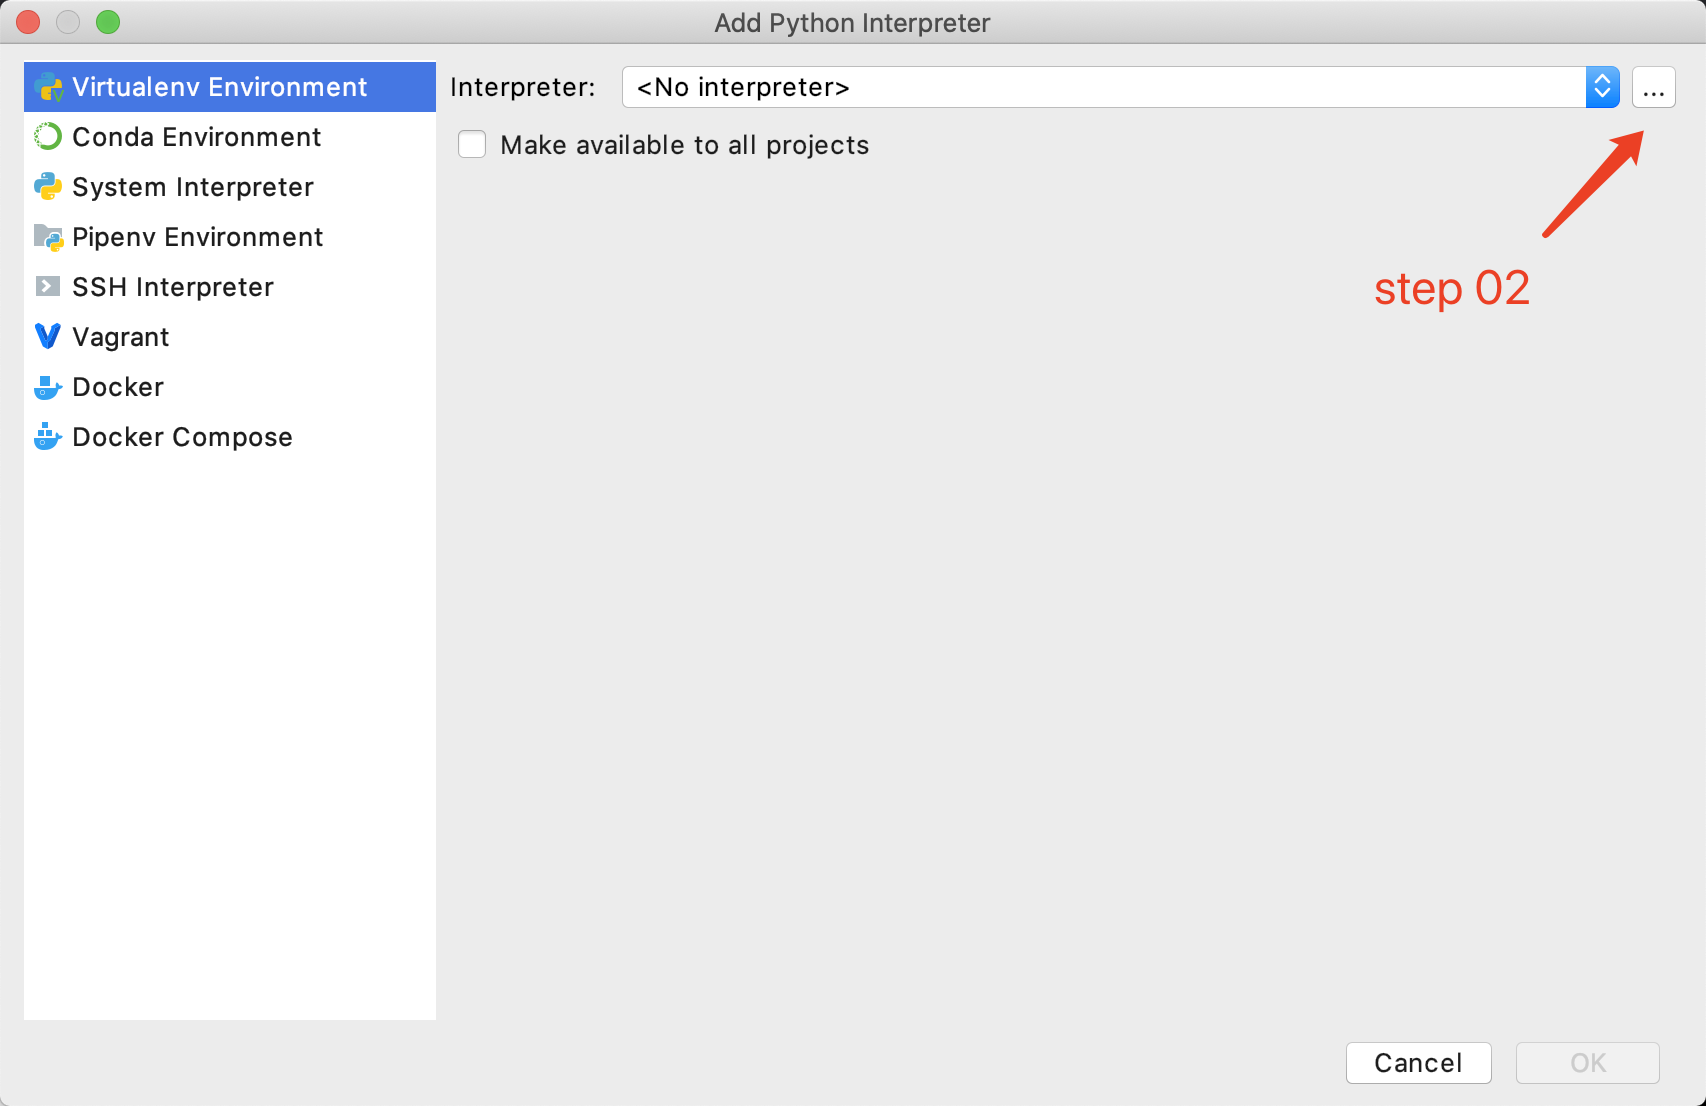 Add Python Interpreter
Virtualenv Environment
Conda Environment
System Interpreter
Pipenv Environment
SSH Interpreter
Vagrant
Docker
Docker Compose
Interpreter: <No interpreter> ...
Make available to all projects
step 02
Cancel OK